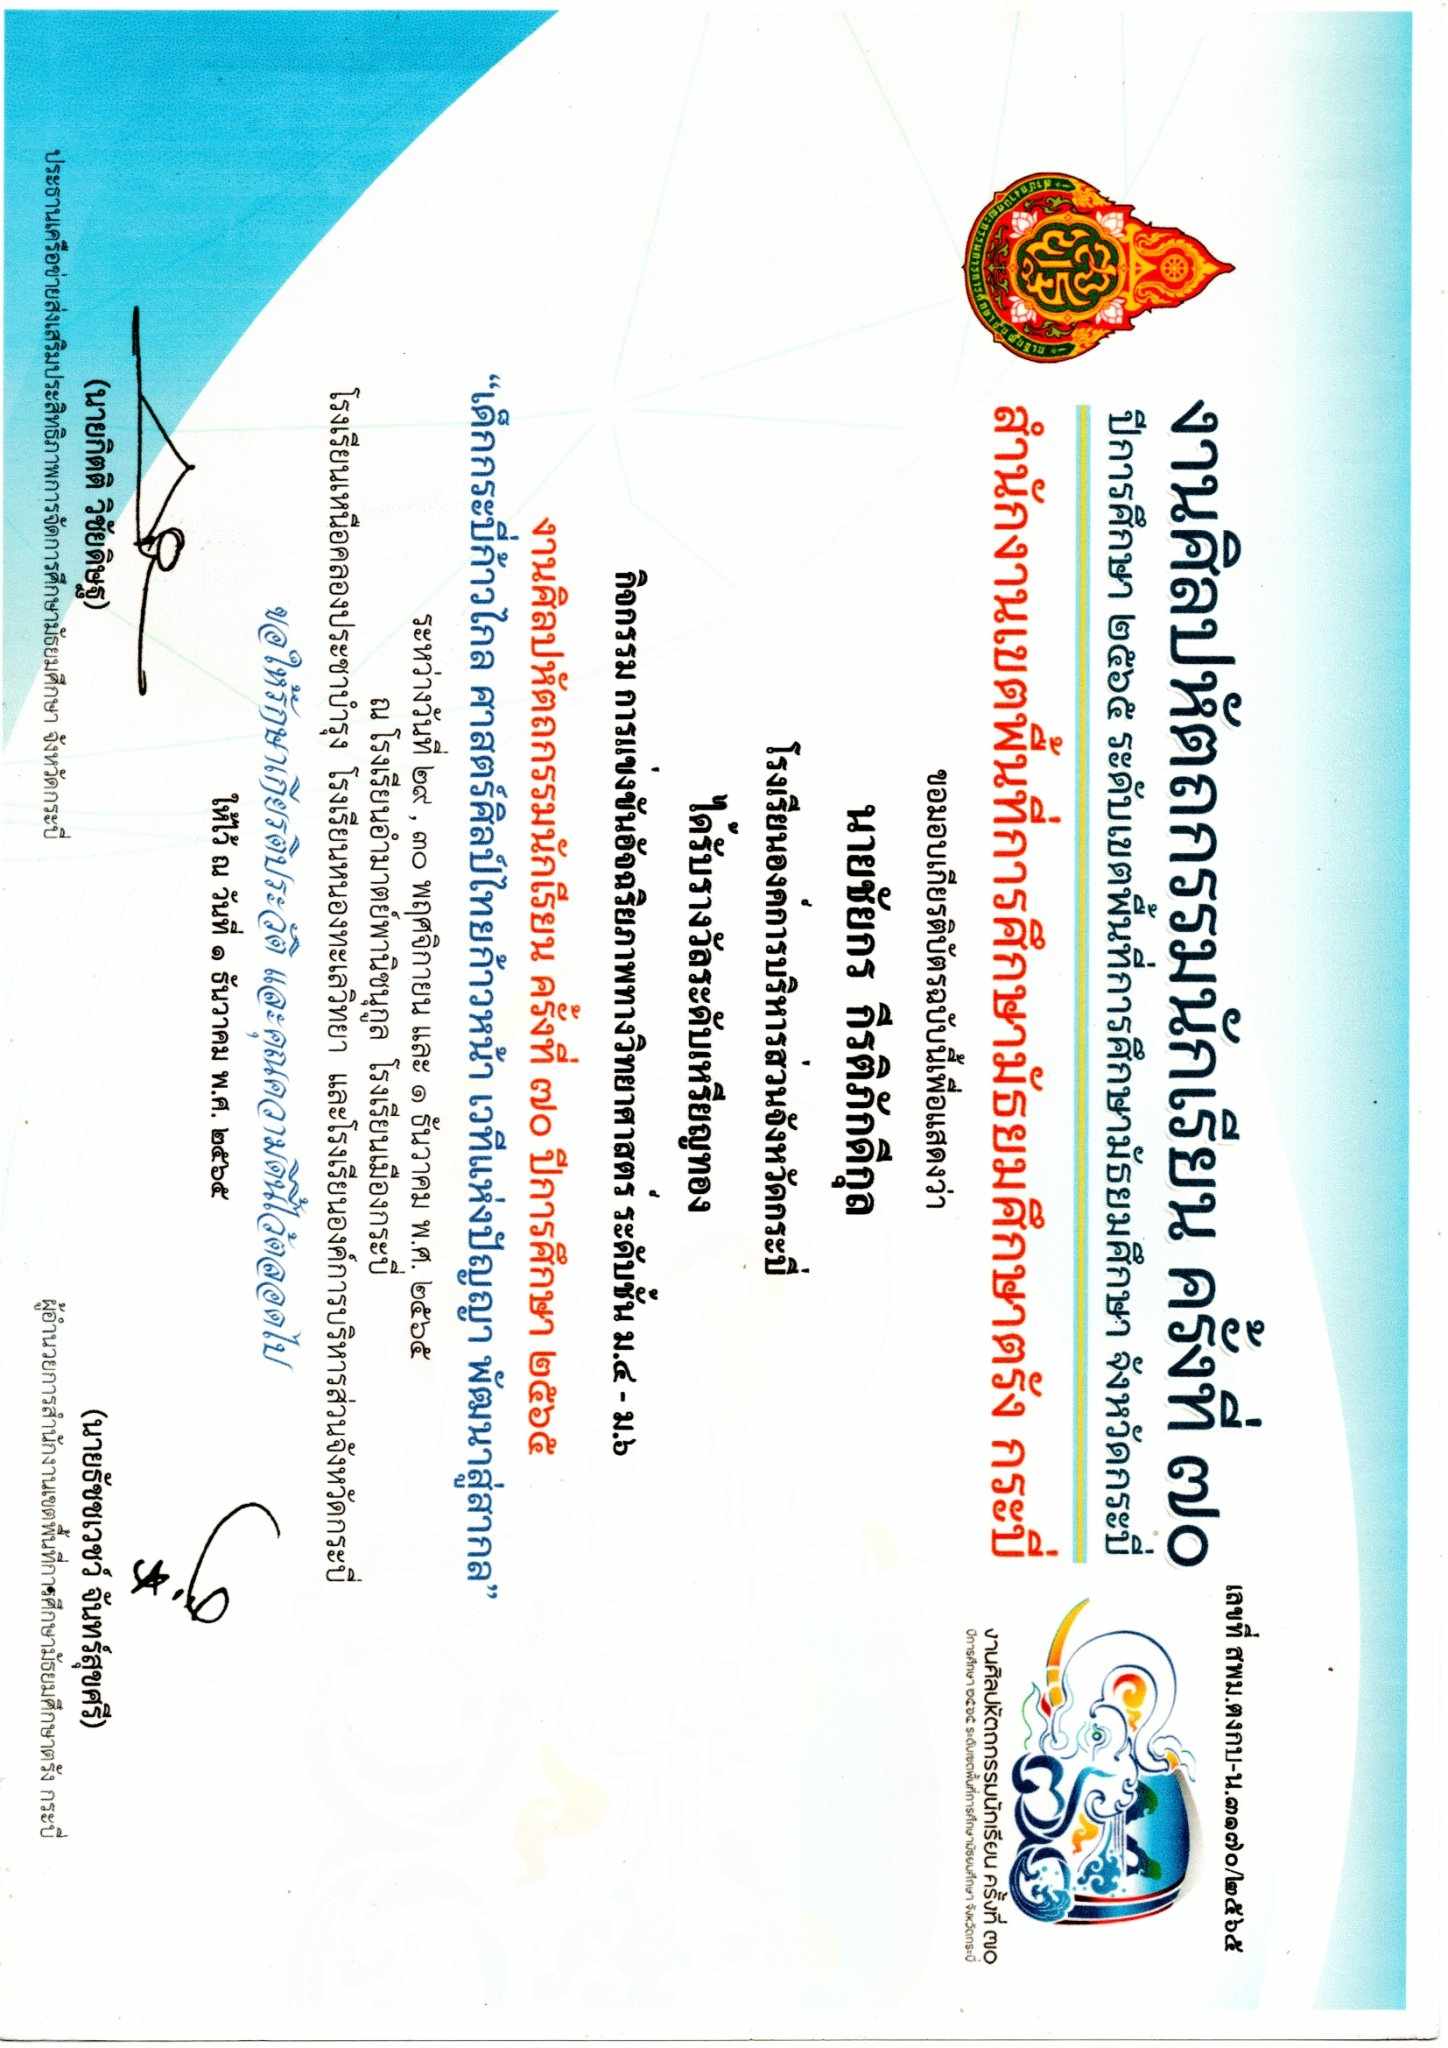 เลขที่ สพม.ตงกบ-น.๓๑๗๐/๒๕๖๕
งานศิลปหัตถกรรมนักเรียน ครั้งที่ ๗๐
ปีการศึกษา ๒๕๖๕ ระดับเขตพื้นที่การศึกษามัธยมศึกษา จังหวัดกระบี่
สำนักงานเขตพื้นที่การศึกษามัธยมศึกษาตรัง กระบี่
สพฐ
สำนักงานคณะกรรมการการศึกษาขั้นพื้นฐาน
๗๐
งานศิลปหัตถกรรมนักเรียน ครั้งที่ ๗๐
ปีการศึกษา ๒๕๖๕ ระดับเขตพื้นที่การศึกษามัธยมศึกษา จังหวัดกระบี่
ขอมอบเกียรติบัตรฉบับนี้เพื่อแสดงว่า
นายชัยกร กีรติภักดีกุล
โรงเรียนองค์การบริหารส่วนจังหวัดกระบี่
ได้รับรางวัลระดับเหรียญทอง
กิจกรรม การแข่งขันอัจฉริยภาพทางวิทยาศาสตร์ ระดับชั้น ม.๔ - ม.๖
งานศิลปหัตถกรรมนักเรียน ครั้งที่ ๗๐ ปีการศึกษา ๒๕๖๕
“เด็กกระบี่ก้าวไกล ศาสตร์ศิลป์ไทยก้าวหน้า เวทีแห่งปัญญา พัฒนาสู่สากล”
ระหว่างวันที่ ๒๙ , ๓๐ พฤศจิกายน และ ๑ ธันวาคม พ.ศ. ๒๕๖๕
ณ โรงเรียนอำมาตย์พานิชนุกูล โรงเรียนเมืองกระบี่
โรงเรียนเหนือคลองประชาบำรุง โรงเรียนหนองทะเลวิทยา และโรงเรียนองค์การบริหารส่วนจังหวัดกระบี่
ขอให้รักษาเกียรติประวัติ และคุณความดีนี้ไว้ตลอดไป
ให้ไว้ ณ วันที่ ๑ ธันวาคม พ.ศ. ๒๕๖๕
(นายกิตติ วิชัยดิษฐ)
ประธานเครือข่ายส่งเสริมประสิทธิภาพการจัดการศึกษามัธยมศึกษา จังหวัดกระบี่
(นายธัชชเวชว์ จันทร์สุขศรี)
ผู้อำนวยการสำนักงานเขตพื้นที่การศึกษามัธยมศึกษาตรัง กระบี่